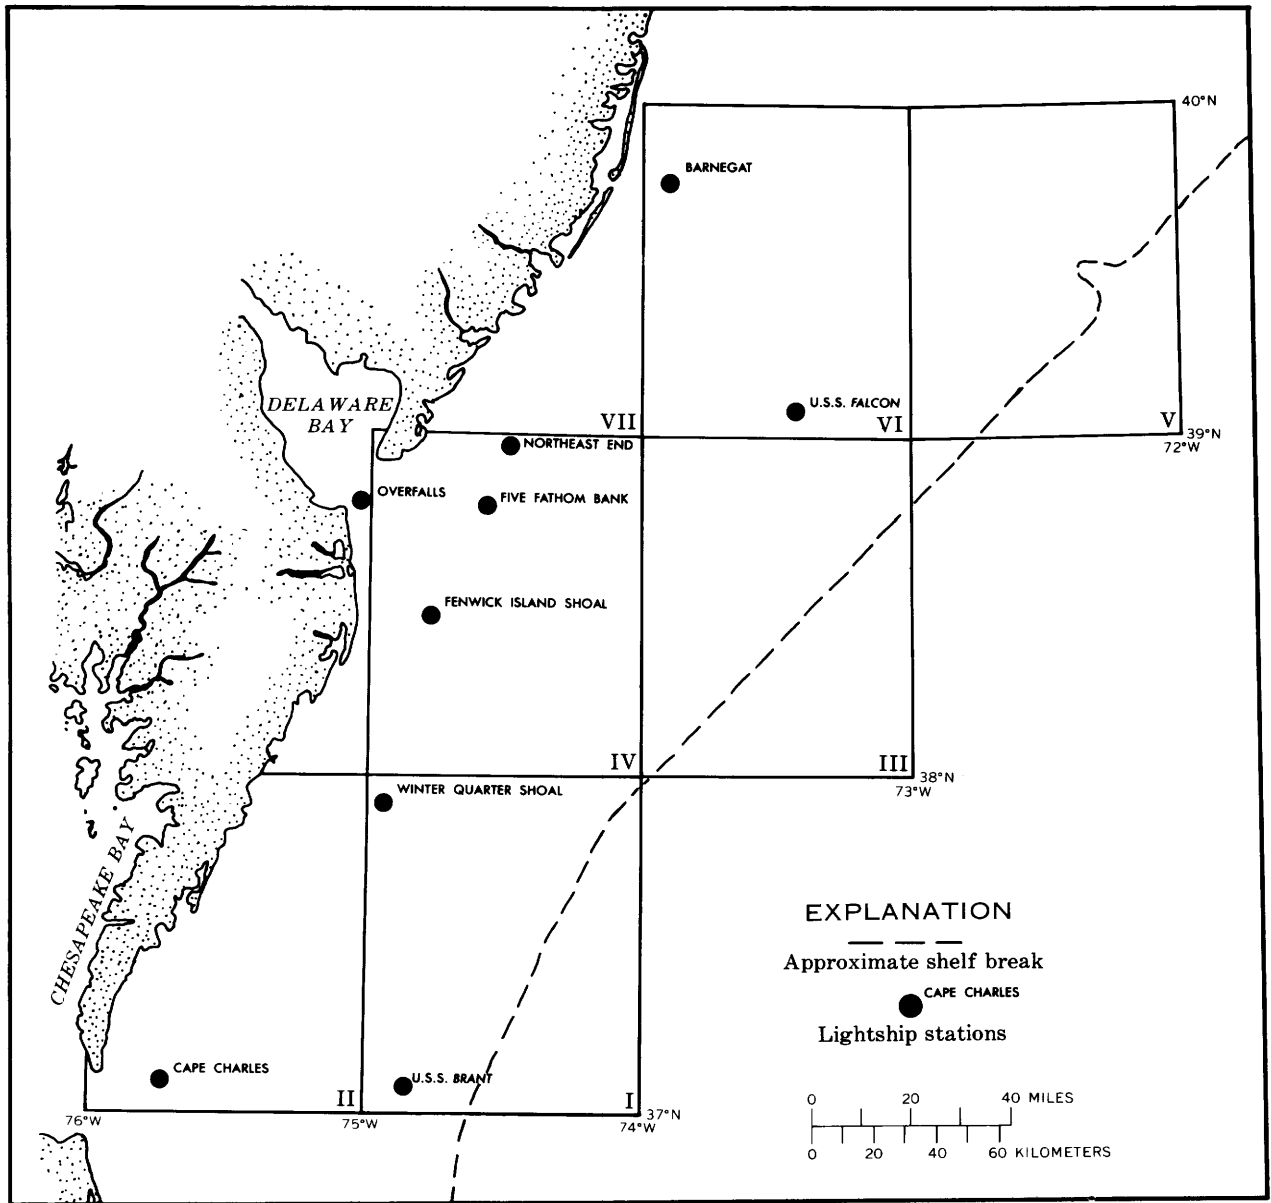 40°N
BARNEGAT
DELAWARE
BAY
U.S.S. FALCON
VII
VI
V
NORTHEAST END
39°N
72°W
OVERFALLS
FIVE FATHOM BANK
FENWICK ISLAND SHOAL
IV
III
38°N
73°W
WINTER QUARTER SHOAL
CHESAPEAKE BAY
EXPLANATION
Approximate shelf break
CAPE CHARLES
Lightship stations
CAPE CHARLES
U.S.S. BRANT
II
I
37°N
76°W
75°W
74°W
0 20 40 MILES
0 20 40 60 KILOMETERS